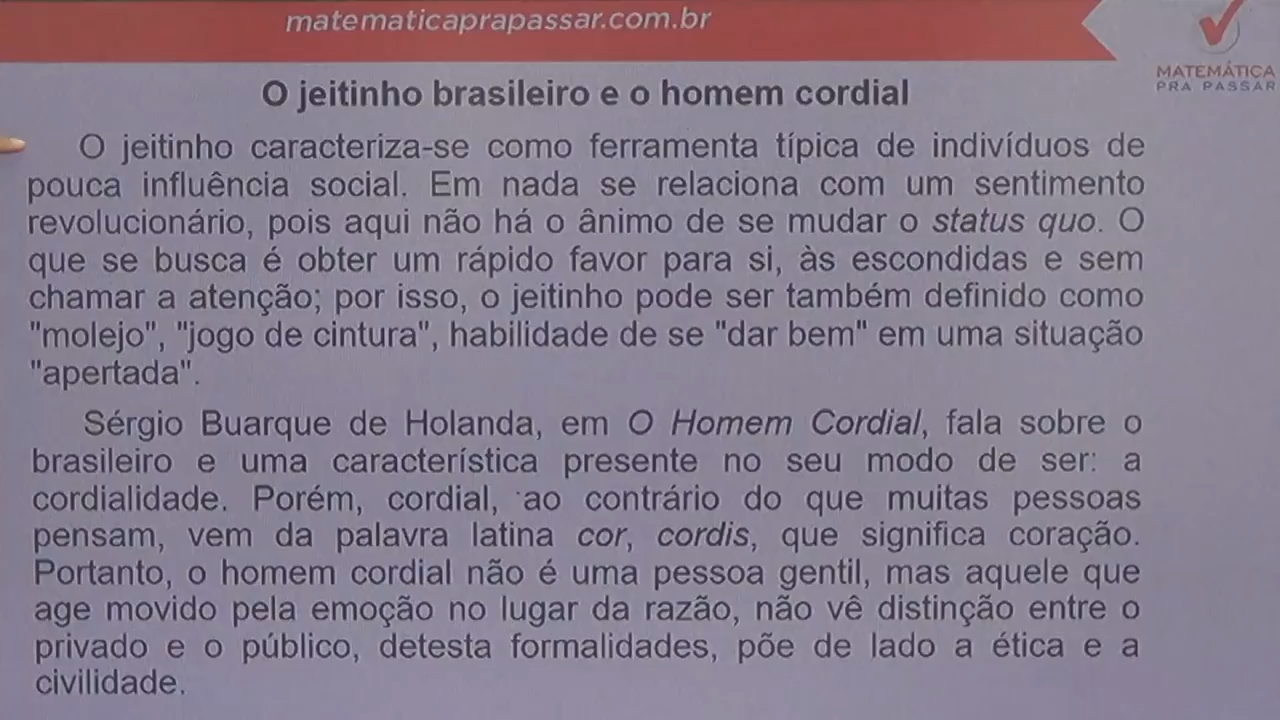 matematicaprapassar.com.br
MATEMÁTICA
PRA PASSAR
O jeitinho brasileiro e o homem cordial
O jeitinho caracteriza-se como ferramenta típica de indivíduos de
pouca influência social. Em nada se relaciona com um sentimento
revolucionário, pois aqui não há o ânimo de se mudar o status quo. O
que se busca é obter um rápido favor para si, às escondidas e sem
chamar a atenção; por isso, o jeitinho pode ser também definido como
"molejo", "jogo de cintura", habilidade de se "dar bem" em uma situação
"apertada".
Sérgio Buarque de Holanda, em O Homem Cordial, fala sobre o
brasileiro e uma característica presente no seu modo de ser: a
cordialidade. Porém, cordial, ao contrário do que muitas pessoas
pensam, vem da palavra latina cor, cordis, que significa coração.
Portanto, o homem cordial não é uma pessoa gentil, mas aquele que
age movido pela emoção no lugar da razão, não vê distinção entre o
privado e o público, detesta formalidades, põe de lado a ética e a
civilidade.